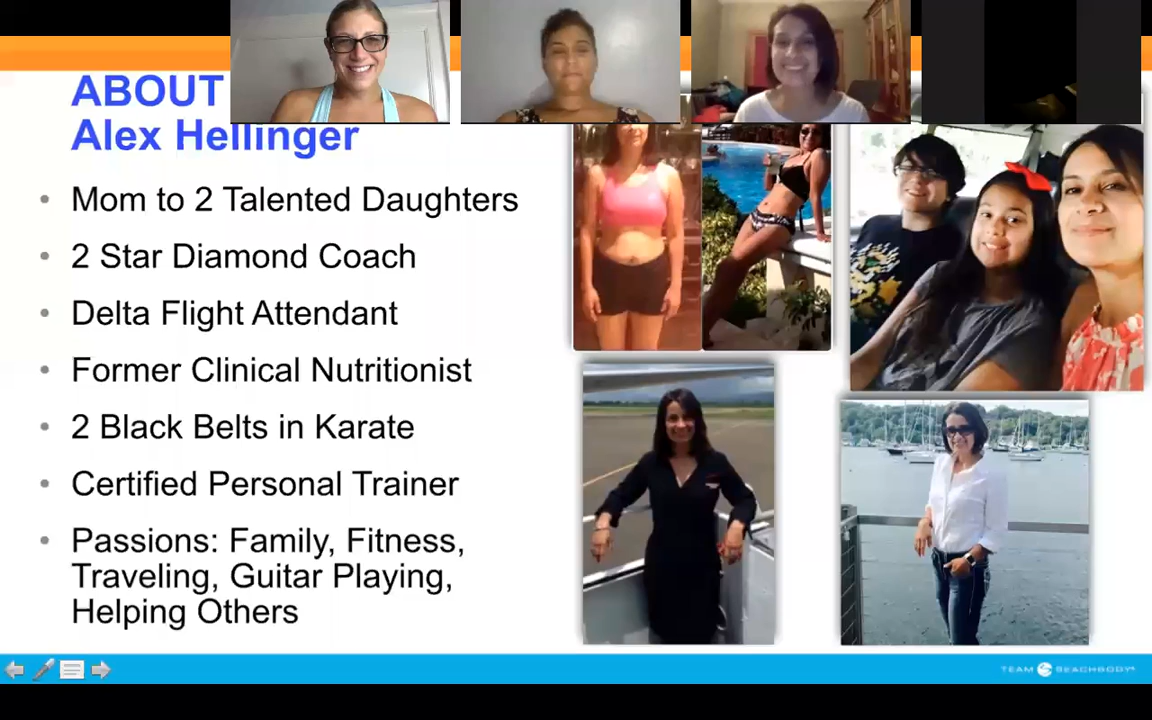 ABOUT
Alex Hellinger
Mom to 2 Talented Daughters
2 Star Diamond Coach
Delta Flight Attendant
Former Clinical Nutritionist
2 Black Belts in Karate
Certified Personal Trainer
Passions: Family, Fitness,
Traveling, Guitar Playing,
Helping Others
TEAM BEACHBODY